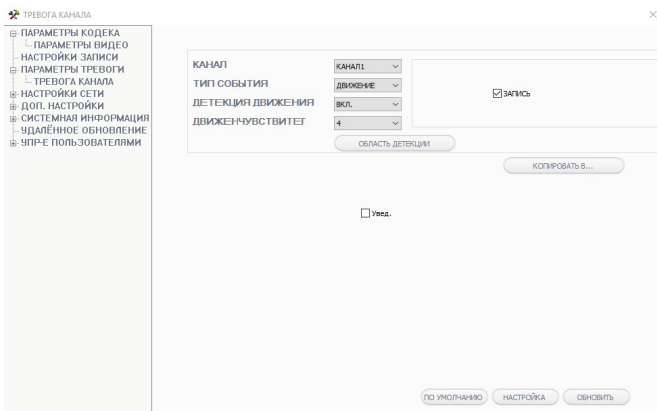 ТРЕВОГА КАНАЛА
ПАРАМЕТРЫ КОДЕКА
ПАРАМЕТРЫ ВИДЕО
НАСТРОЙКИ ЗАПИСИ
ПАРАМЕТРЫ ТРЕВОГИ
ТРЕВОГА КАНАЛА
НАСТРОЙКИ СЕТИ
ДОП. НАСТРОЙКИ
СИСТЕМНАЯ ИНФОРМАЦИЯ
УДАЛЁННОЕ ОБНОВЛЕНИЕ
УПР-Е ПОЛЬЗОВАТЕЛЯМИ
КАНАЛ КАНАЛ1
ТИП СОБЫТИЯ ДВИЖЕНИЕ
ДЕТЕКЦИЯ ДВИЖЕНИЯ ВКЛ.
ДВИЖЕНЧУВСТВИТЕГ 4
ОБЛАСТЬ ДЕТЕКЦИИ
ЗАПИСЬ
КОПИРОВАТЬ В...
Увед.
ПО УМОЛЧАНИЮ НАСТРОЙКА ОБНОВИТЬ